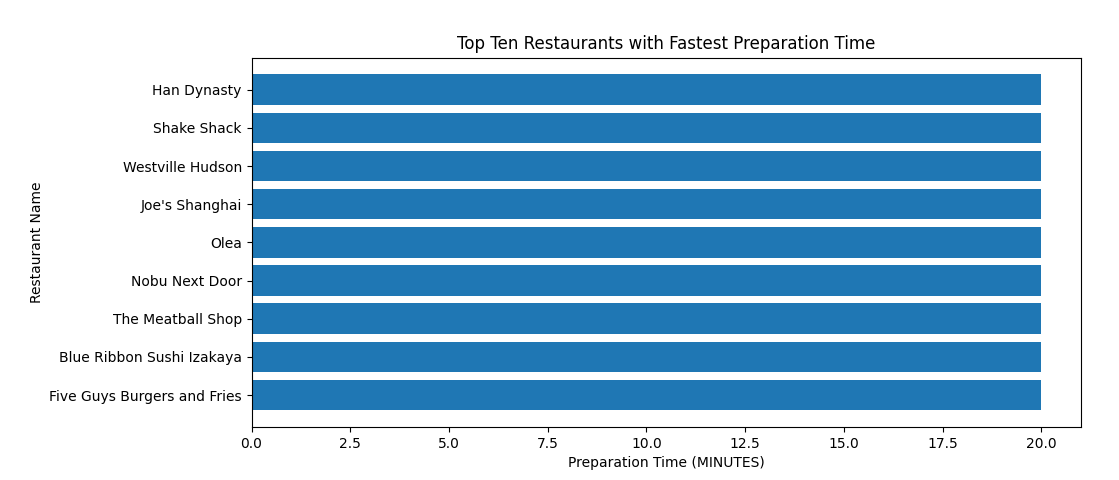 Top Ten Restaurants with Fastest Preparation Time
Restaurant Name
Han Dynasty
Shake Shack
Westville Hudson
Joe's Shanghai
Olea
Nobu Next Door
The Meatball Shop
Blue Ribbon Sushi Izakaya
Five Guys Burgers and Fries
0.0 2.5 5.0 7.5 10.0 12.5 15.0 17.5 20.0
Preparation Time (MINUTES)